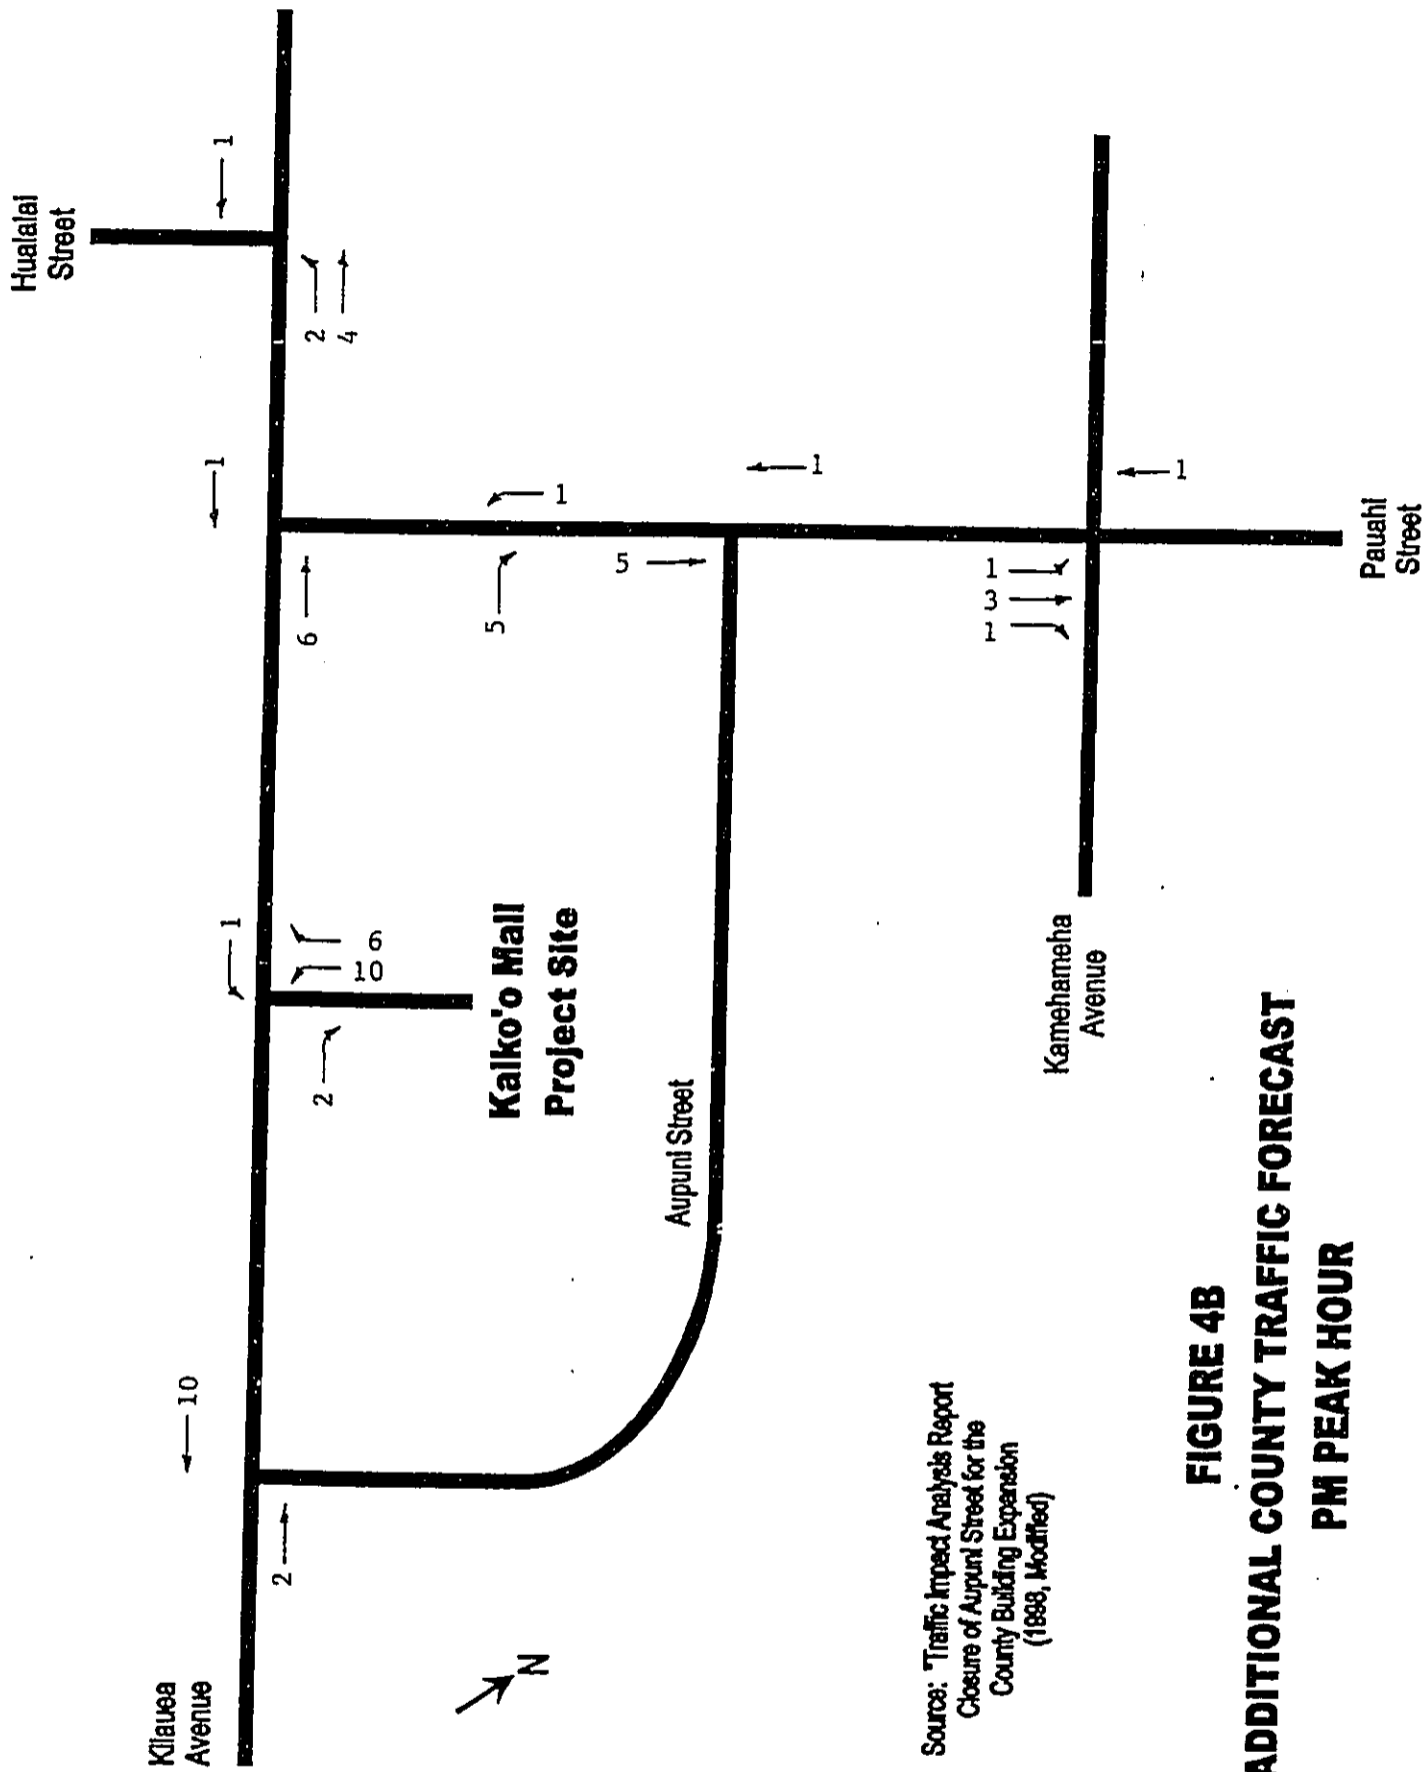 Hualalai
Street
1
2
4
1
1
6
5
5
1
1
1
3
1
Pauahi
Street
1
6
10
2
Kaiko'o Mall
Project Site
Kamehameha
Avenue
Aupuni Street
10
2
Kilauea
Avenue
N
Source: "Traffic Impact Analysis Report
Closure of Aupuni Street for the
County Building Expansion
(1998, Modified)
FIGURE 4B
ADDITIONAL COUNTY TRAFFIC FORECAST
PM PEAK HOUR